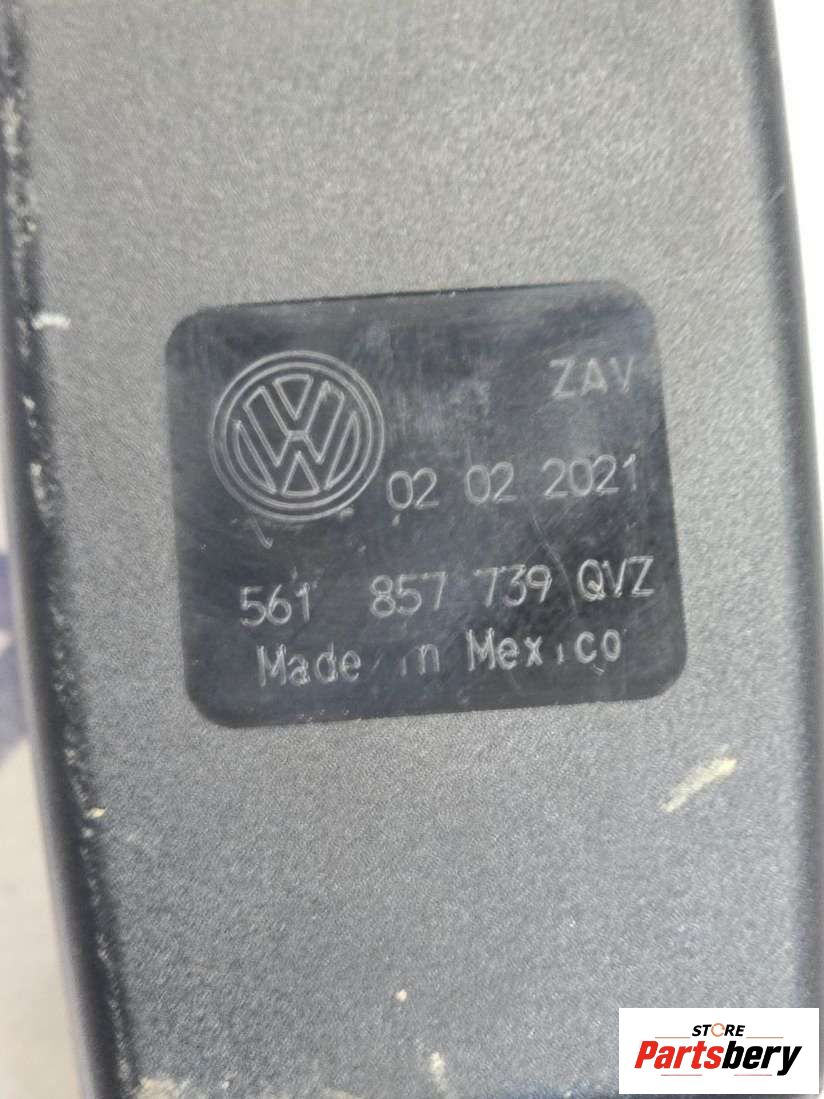 ZAV
02 02 2021
561 857 739 QVZ
Made in Mexico
STORE
Partsbery